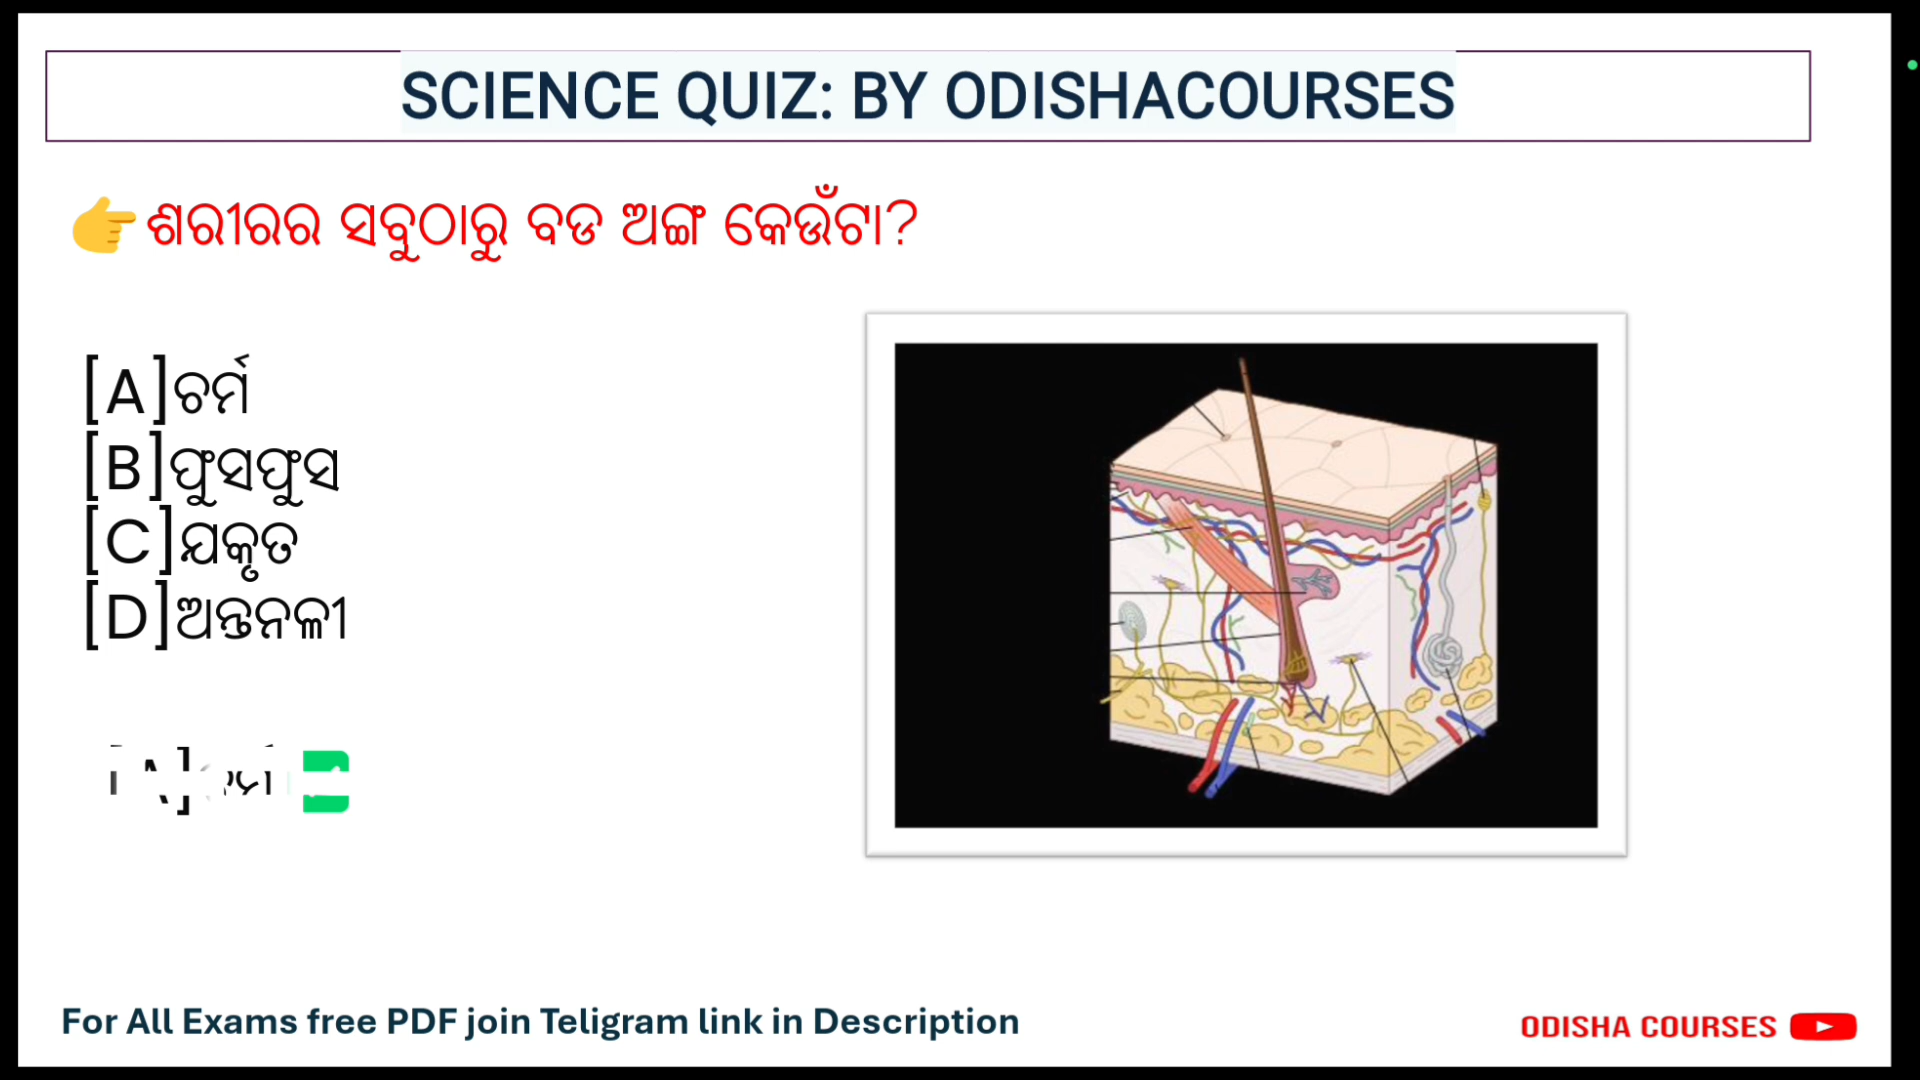 SCIENCE QUIZ: BY ODISHACOURSES
👉ଶରୀରର ସବୁଠାରୁ ବଡ ଅଙ୍ଗ କେଉଁଟା?
[A]ଚର୍ମ
[B]ଫୁସଫୁସ
[C]ଯକୃତ
[D]ଅନ୍ତନଳୀ
For All Exams free PDF join Teligram link in Description
ODISHA COURSES